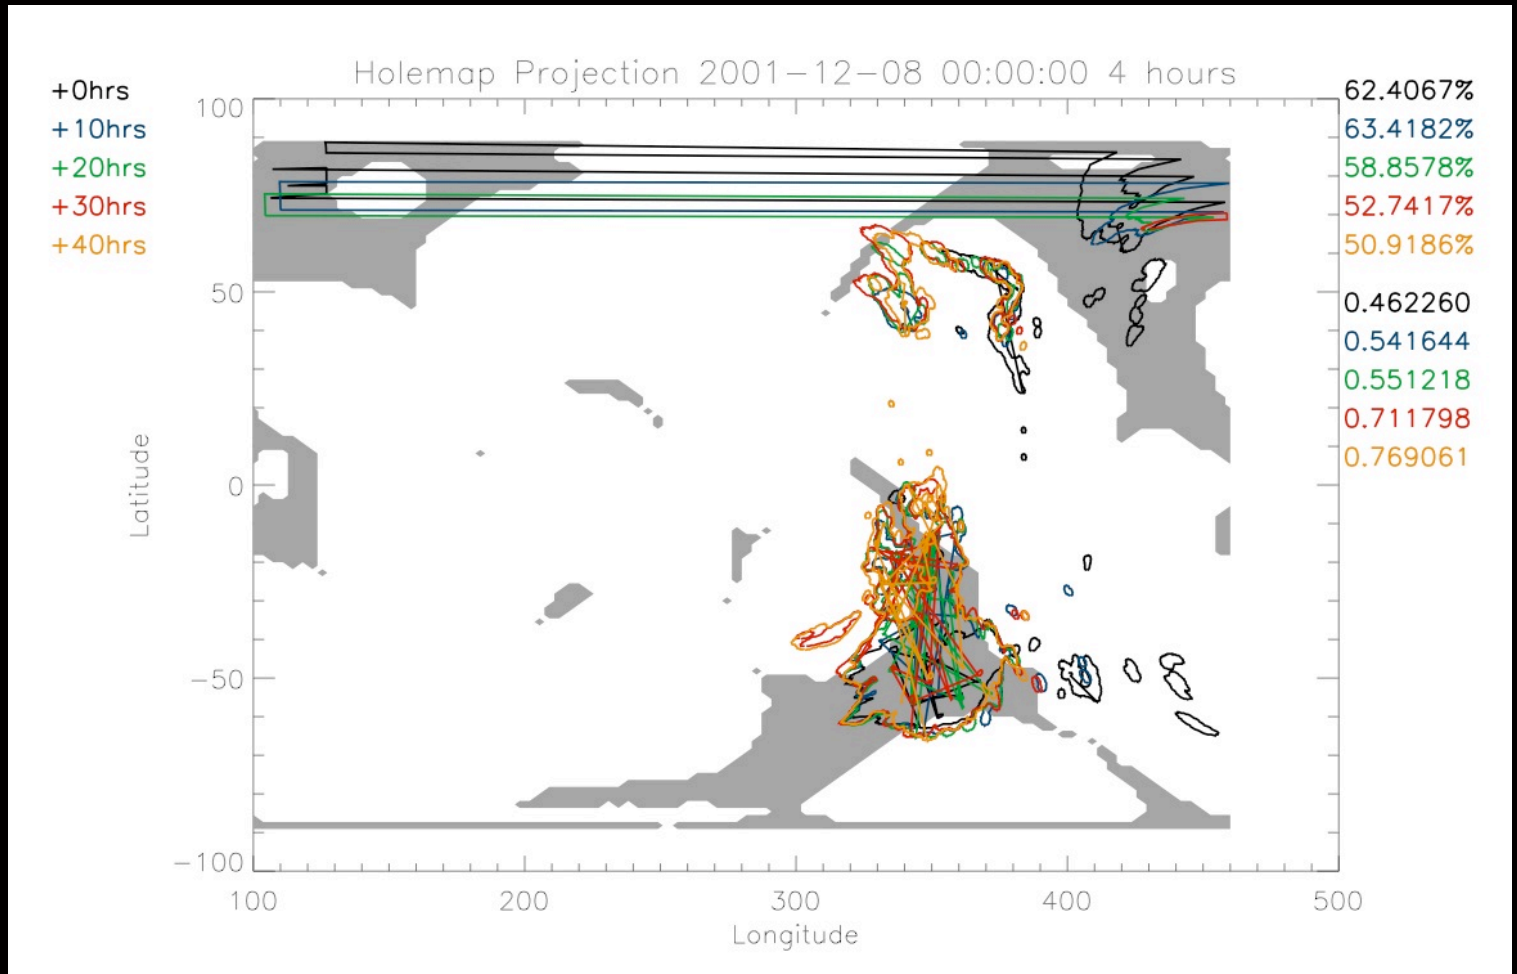 Holemap Projection 2001-12-08 00:00:00 4 hours
+0hrs
+10hrs
+20hrs
+30hrs
+40hrs
62.4067%
63.4182%
58.8578%
52.7417%
50.9186%
0.462260
0.541644
0.551218
0.711798
0.769061
100
50
0
-50
-100
Latitude
100
200
300
400
500
Longitude